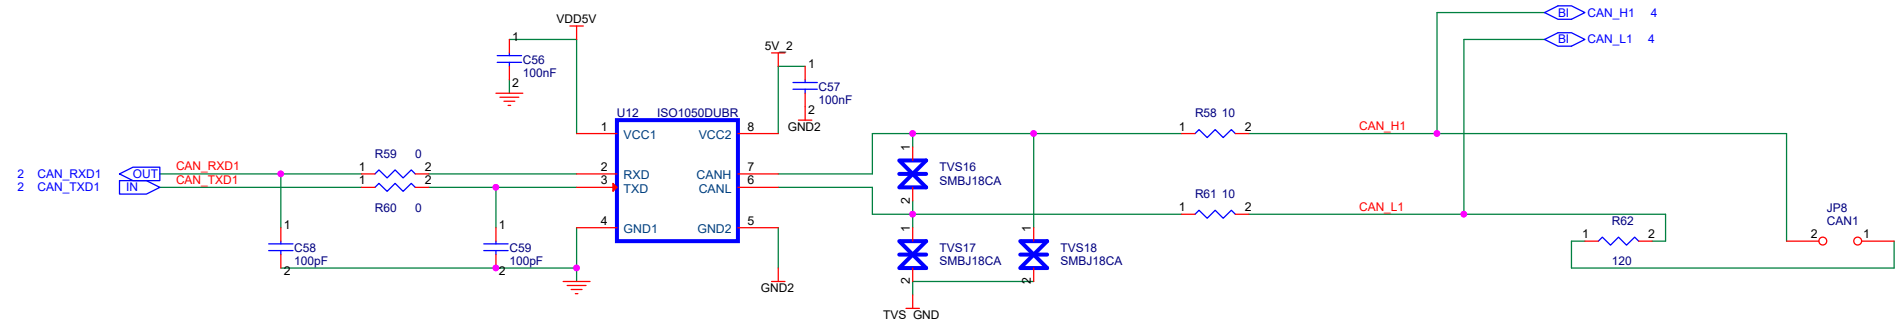 CAN_H1 4
CAN_L1 4
VDD5V
1
C56
100nF
2
5V_2
1
C57
100nF
2
GND2
U12 ISO1050DUBR
1 VCC1 VCC2 8
2 RXD CANH 7
3 TXD CANL 6
4 GND1 GND2 5
GND2
2 CAN_RXD1 OUT CAN_RXD1
2 CAN_TXD1 IN CAN_TXD1
BI
BI
R59 0
1 2
1 2
R60 0
1
C58
100pF
2
1
C59
100pF
2
1
TVS16
SMBJ18CA
2
1
TVS17
SMBJ18CA
2
1
TVS18
SMBJ18CA
2
TVS_GND
R58 10
1 2
CAN_H1
R61 10
1 2
CAN_L1
R62
1 2
120
JP8
CAN1
2 1